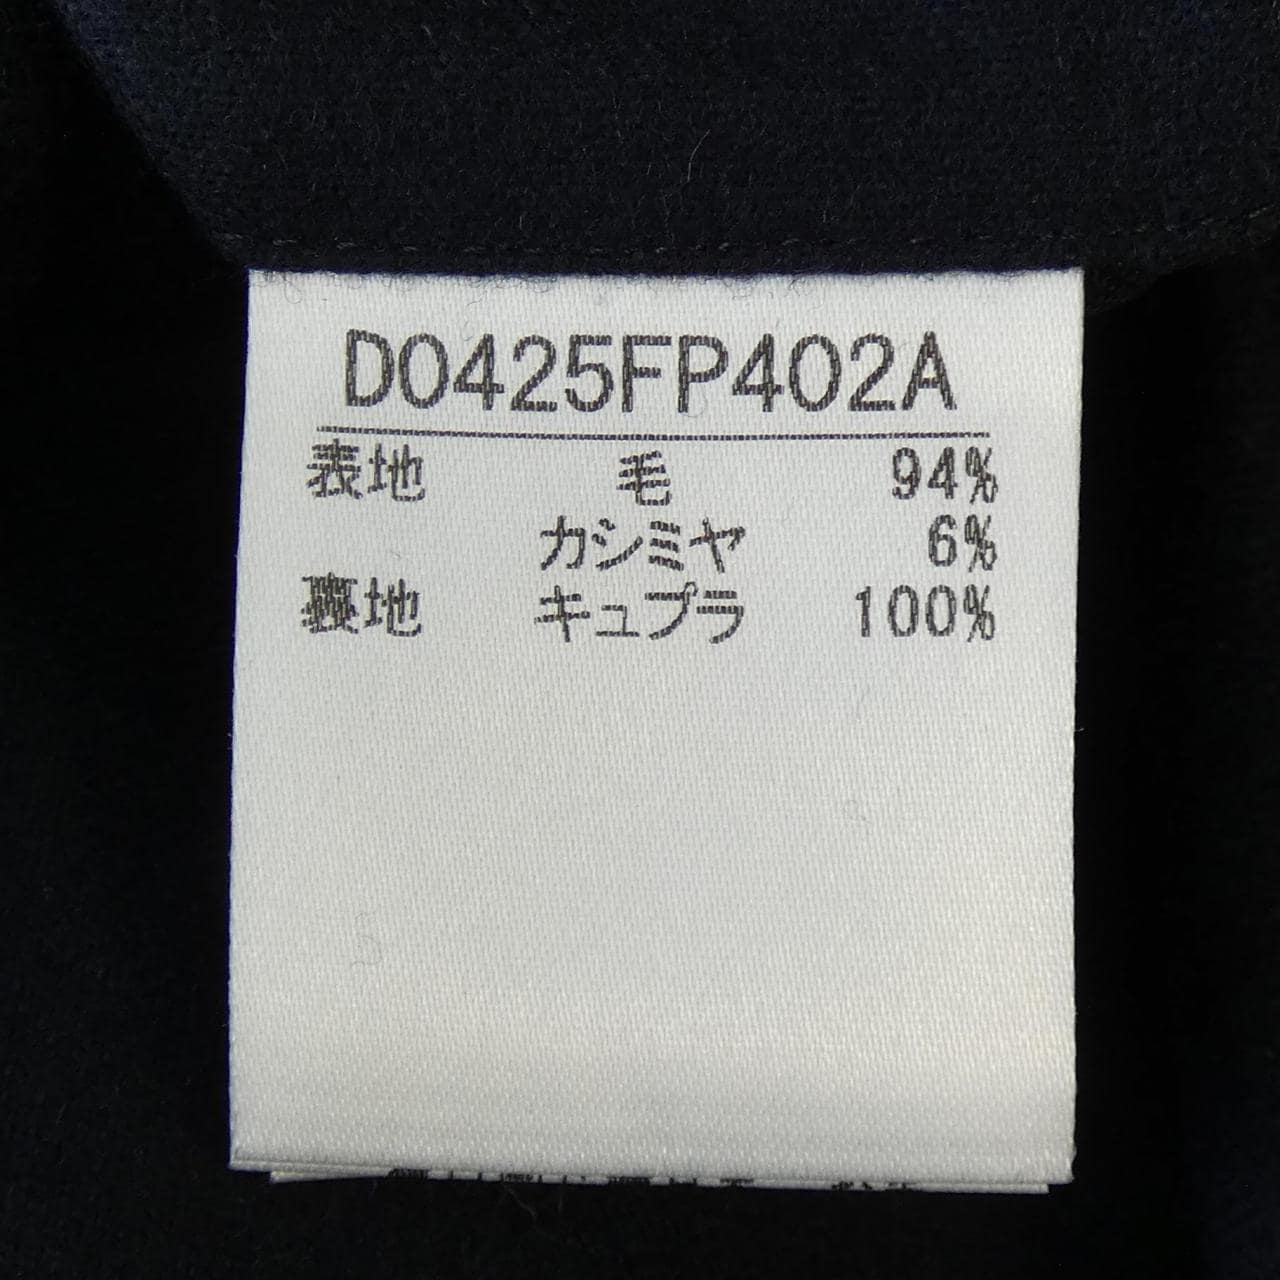 D0425FP402A
表地 毛 94%
カシミヤ 6%
裏地 キュプラ 100%